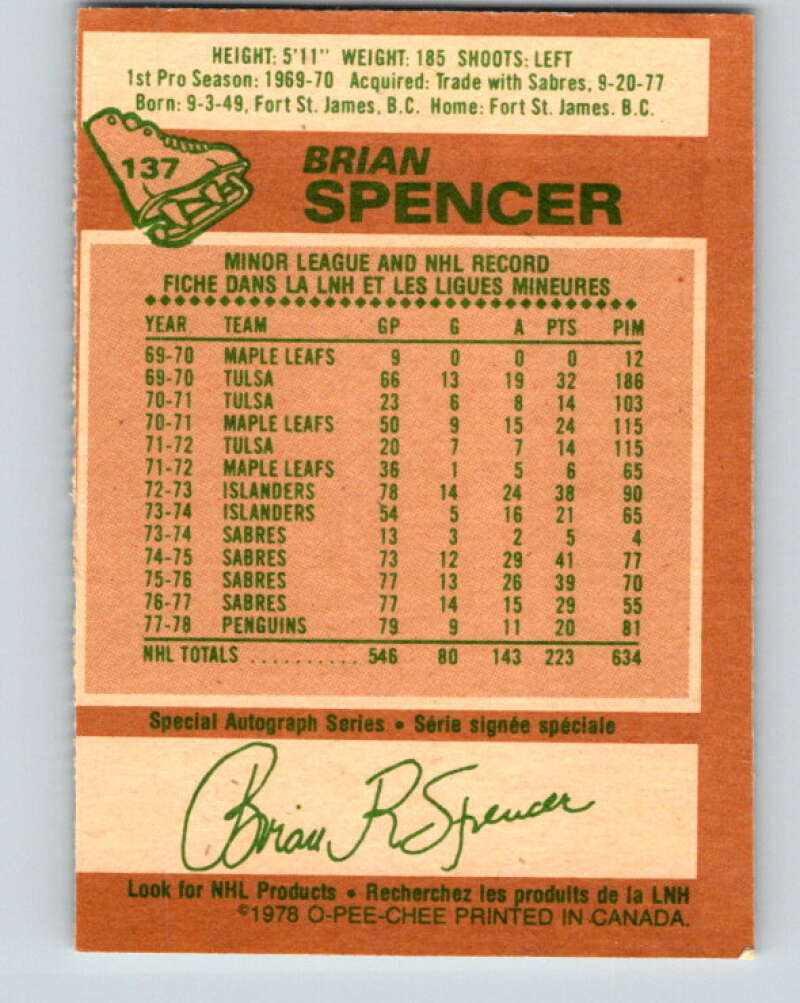 HEIGHT: 5'11" WEIGHT: 185 SHOOTS: LEFT
1st Pro Season: 1969-70 Acquired: Trade with Sabres, 9-20-77
Born: 9-3-49, Fort St. James, B.C. Home: Fort St. James. B.C.
137
BRIAN
SPENCER
MINOR LEAGUE AND NHL RECORD
FICHE DANS LA LNH ET LES LIGUES MINEURES
YEAR TEAM GP G A PTS PIM
69-70 MAPLE LEAFS 9 0 0 0 12
69-70 TULSA 66 13 19 32 186
70-71 TULSA 23 6 8 14 103
70-71 MAPLE LEAFS 50 9 15 24 115
71-72 TULSA 20 7 7 14 115
71-72 MAPLE LEAFS 36 1 5 6 65
72-73 ISLANDERS 78 14 24 38 90
73-74 ISLANDERS 54 5 16 21 65
73-74 SABRES 13 3 2 5 4
74-75 SABRES 73 12 29 41 77
75-76 SABRES 77 13 26 39 70
76-77 SABRES 77 14 15 29 55
77-78 PENGUINS 79 9 11 20 81
NHL TOTALS .......... 546 80 143 223 634
Special Autograph Series • Série signée spéciale
Brian R Spencer
Look for NHL Products • Recherchez les produits de la LNH
©1978 O-PEE-CHEE PRINTED IN CANADA.